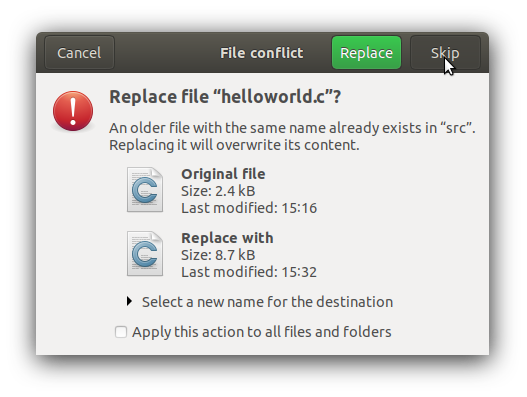 Cancel File conflict Replace Skip
Replace file “helloworld.c”?
An older file with the same name already exists in “src”.
Replacing it will overwrite its content.
Original file
Size: 2.4 kB
Last modified: 15:16
Replace with
Size: 8.7 kB
Last modified: 15:32
Select a new name for the destination
Apply this action to all files and folders